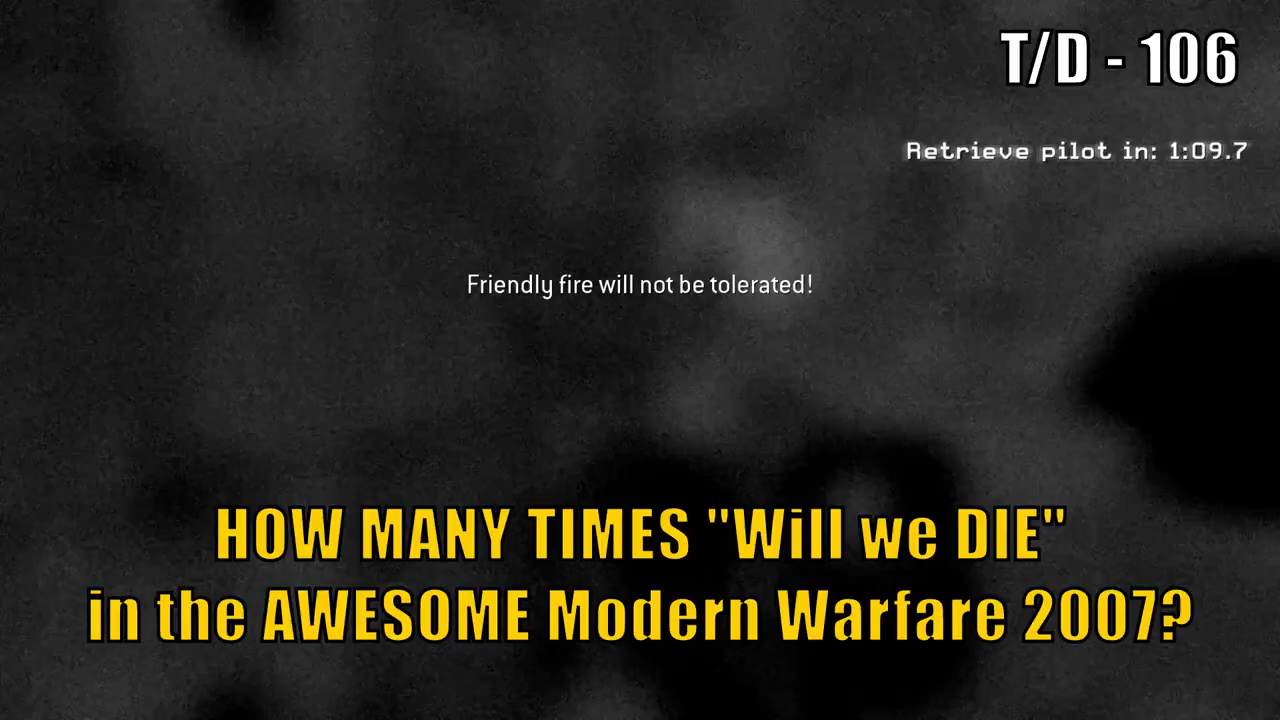 T/D - 106
Retrieve pilot in: 1:09.7
Friendly fire will not be tolerated!
HOW MANY TIMES "Will we DIE"
in the AWESOME Modern Warfare 2007?